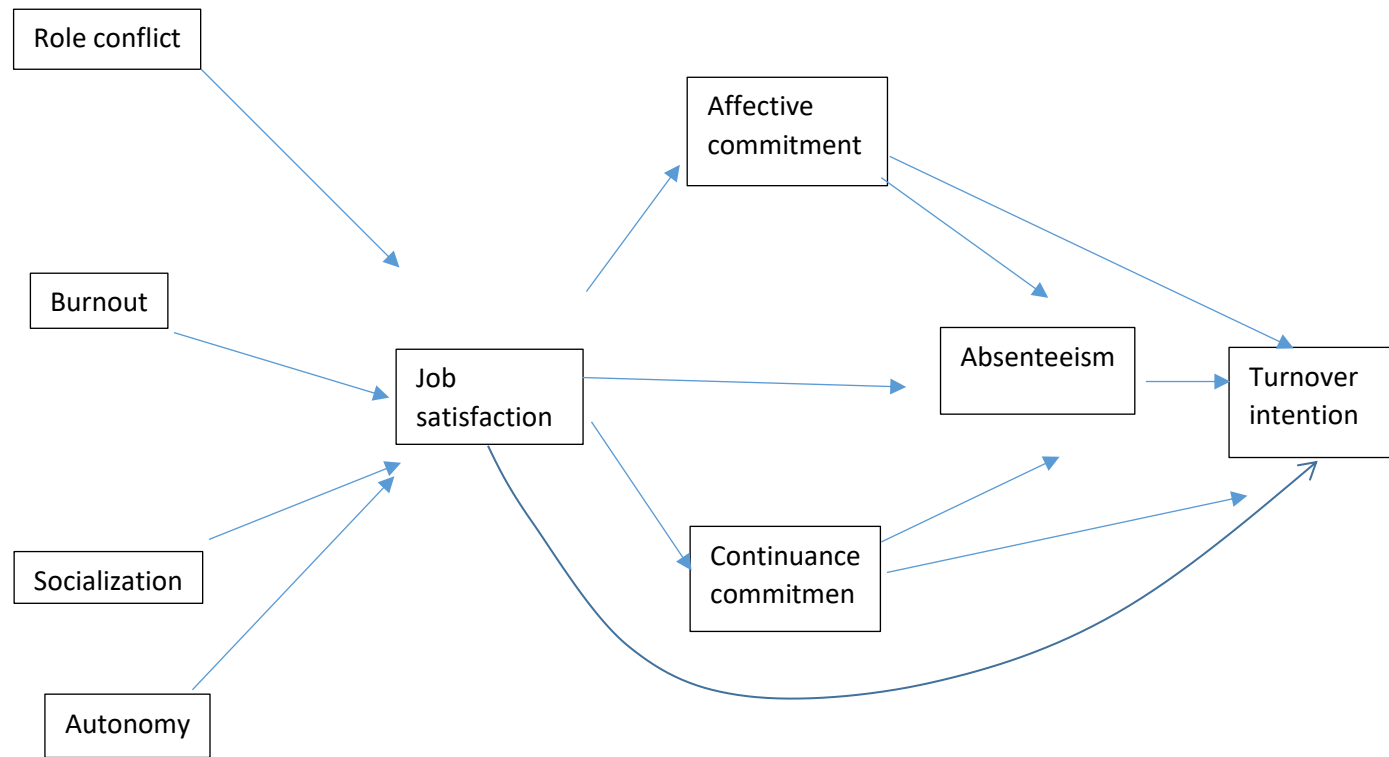 Role conflict
Affective
commitment
Burnout
Job
satisfaction
Absenteeism
Turnover
intention
Socialization
Continuance
commitmen
Autonomy